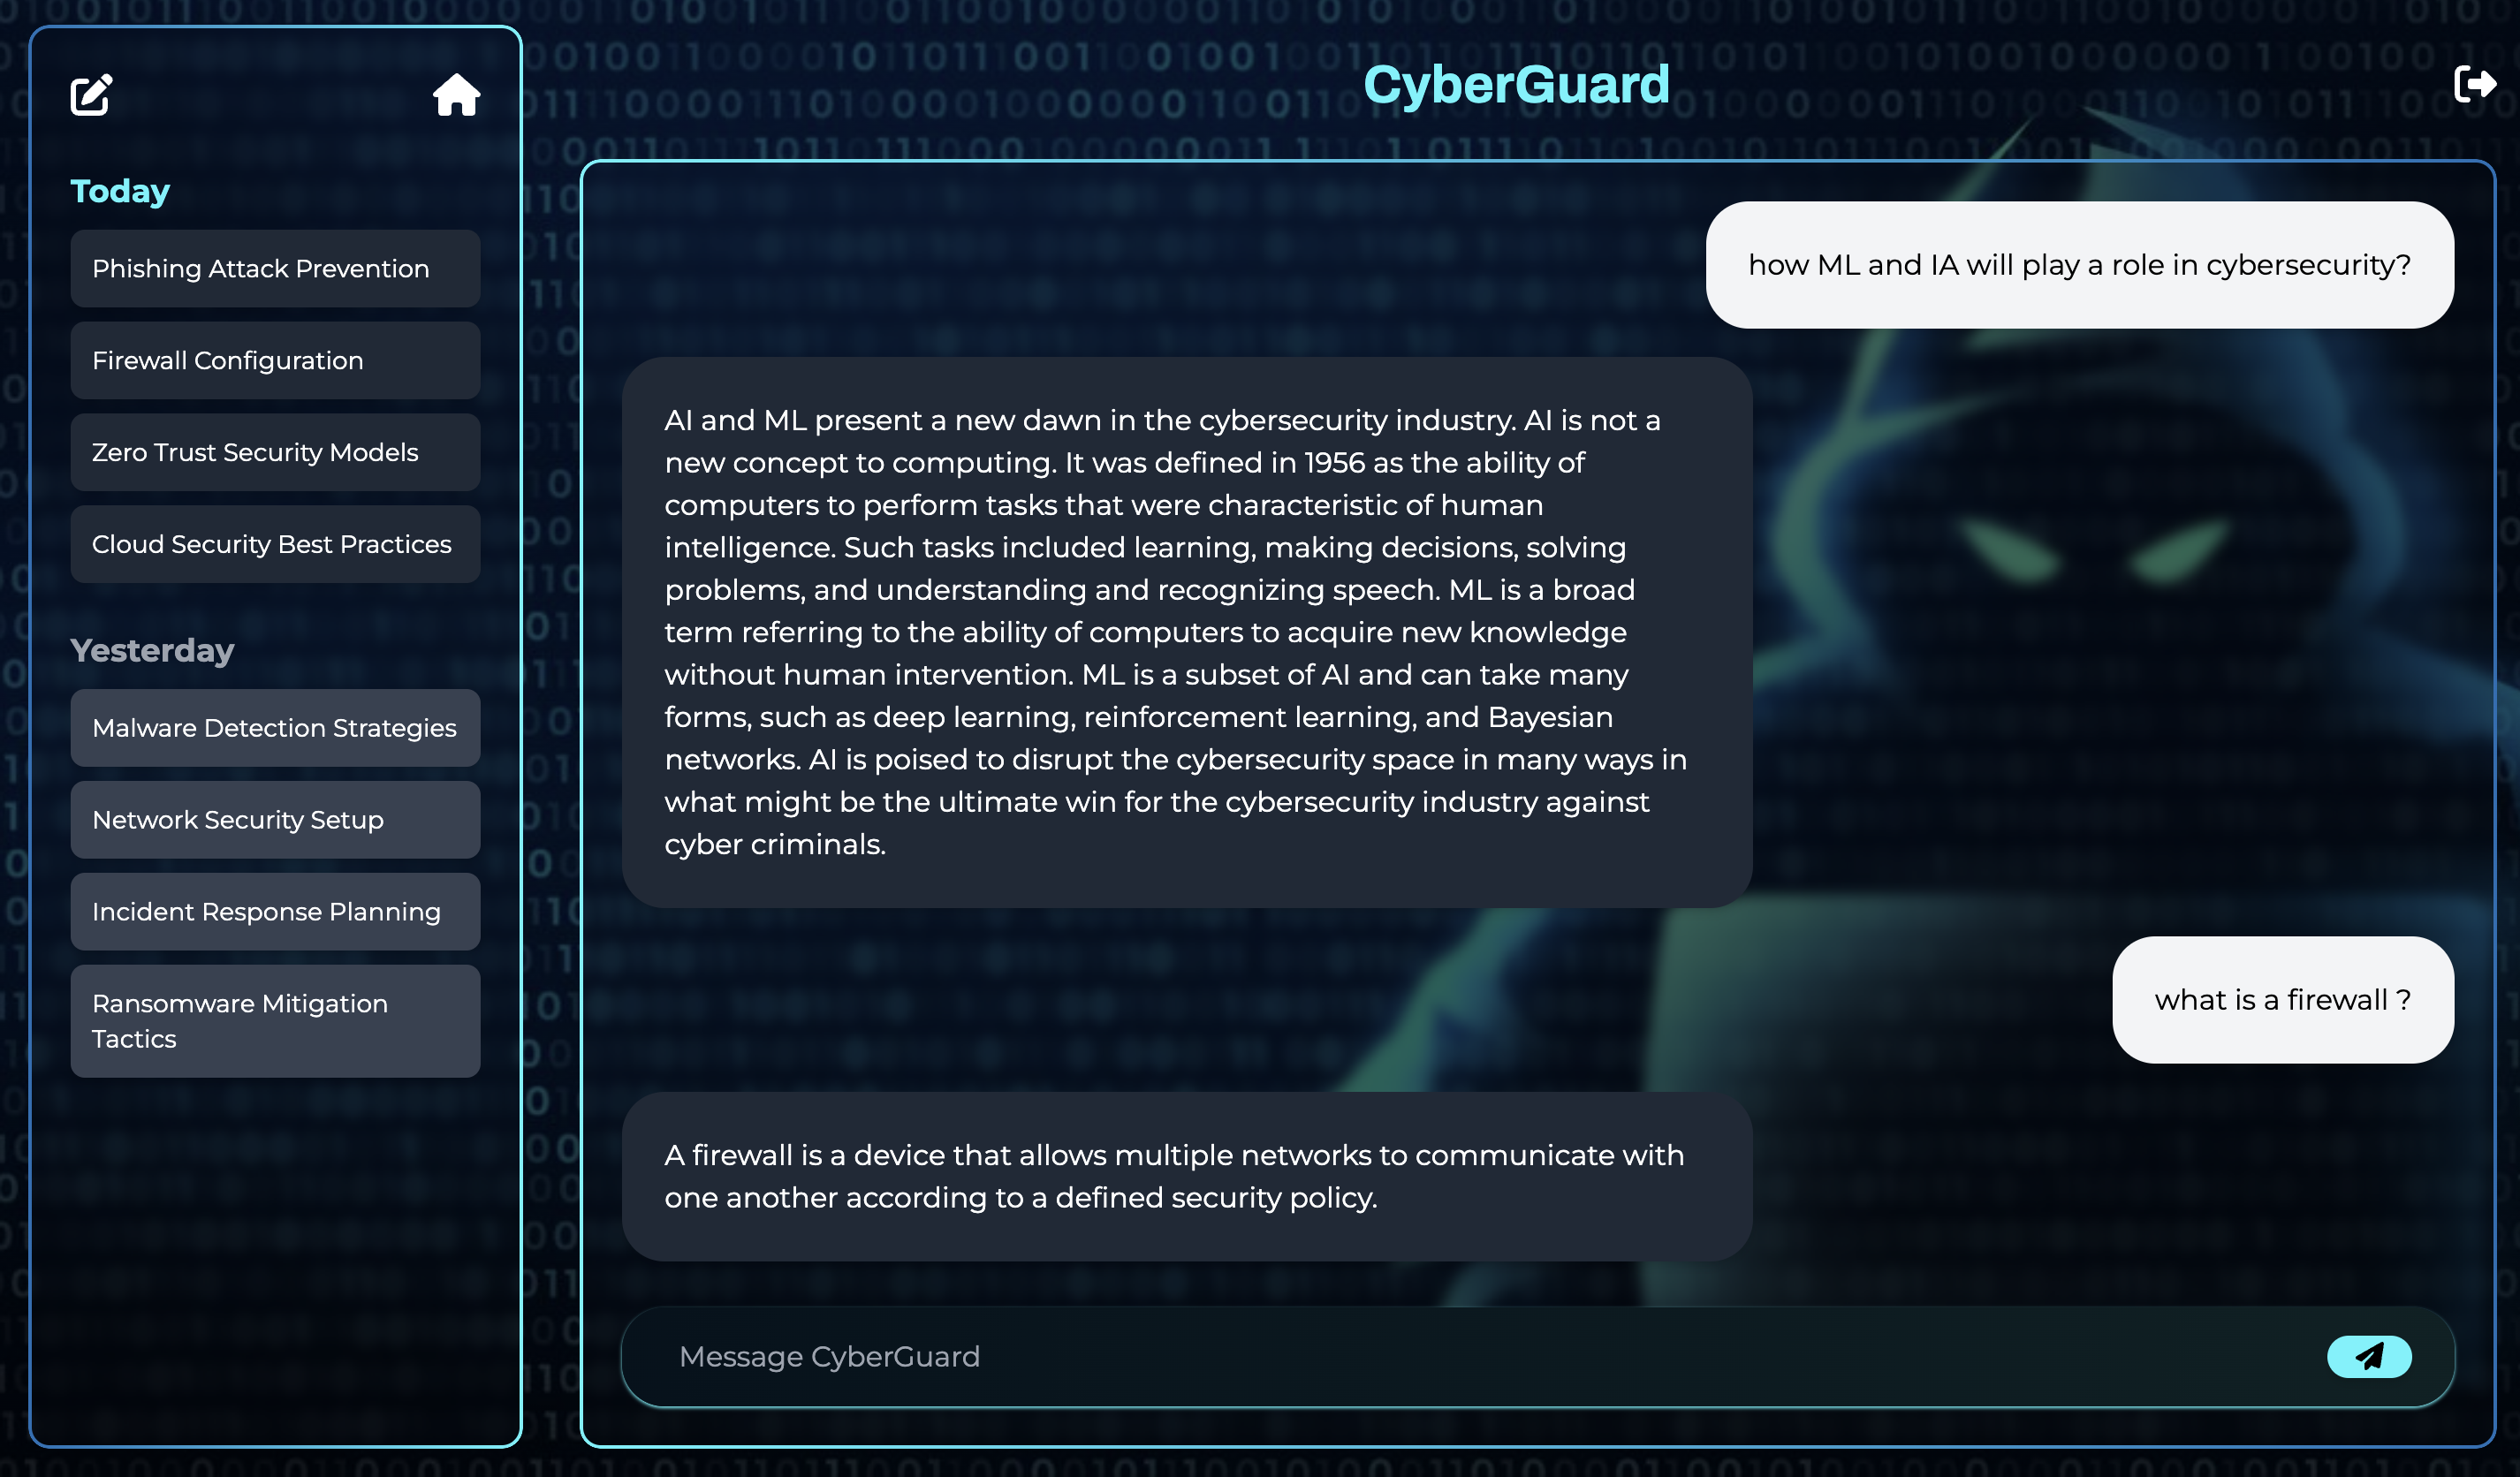 CyberGuard
Today
Phishing Attack Prevention
Firewall Configuration
Zero Trust Security Models
Cloud Security Best Practices
Yesterday
Malware Detection Strategies
Network Security Setup
Incident Response Planning
Ransomware Mitigation
Tactics
how ML and IA will play a role in cybersecurity?
AI and ML present a new dawn in the cybersecurity industry. AI is not a
new concept to computing. It was defined in 1956 as the ability of
computers to perform tasks that were characteristic of human
intelligence. Such tasks included learning, making decisions, solving
problems, and understanding and recognizing speech. ML is a broad
term referring to the ability of computers to acquire new knowledge
without human intervention. ML is a subset of AI and can take many
forms, such as deep learning, reinforcement learning, and Bayesian
networks. AI is poised to disrupt the cybersecurity space in many ways in
what might be the ultimate win for the cybersecurity industry against
cyber criminals.
what is a firewall ?
A firewall is a device that allows multiple networks to communicate with
one another according to a defined security policy.
Message CyberGuard